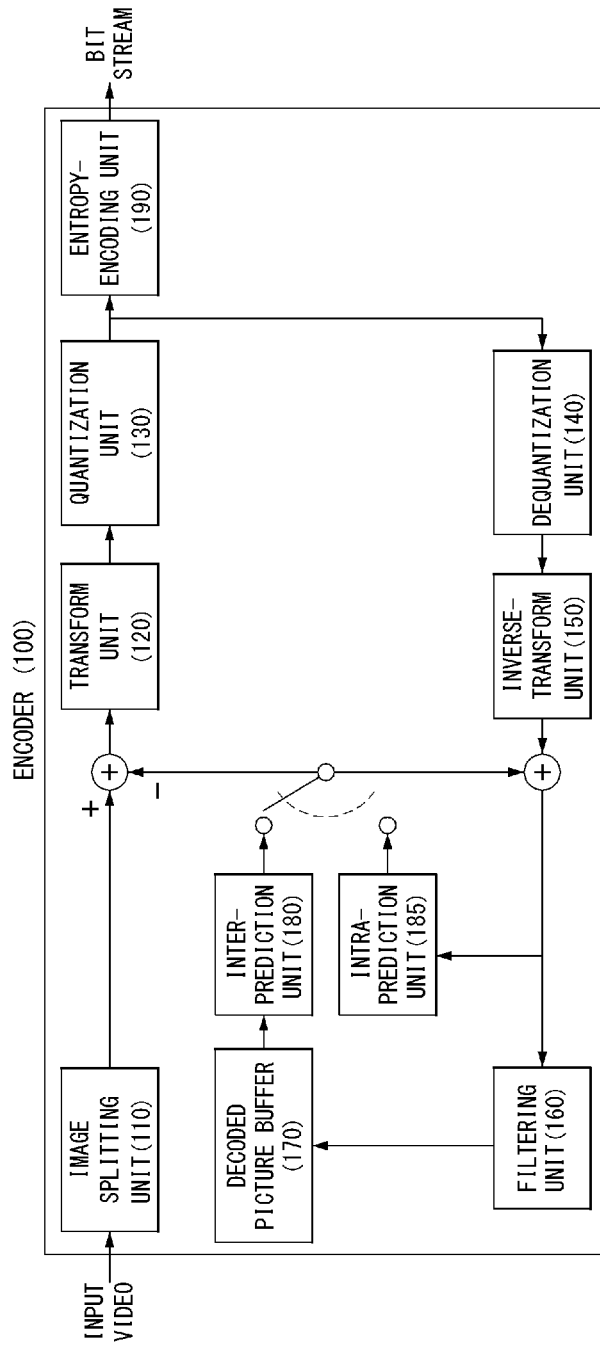 ENCODER (100)
INPUT
VIDEO
IMAGE
SPLITTING
UNIT(110)
+
−
+
TRANSFORM
UNIT
(120)
QUANTIZATION
UNIT
(130)
ENTROPY-
ENCODING UNIT
(190)
BIT
STREAM
DECODED
PICTURE BUFFER
(170)
INTER-
PREDICTION
UNIT(180)
INTRA-
PREDICTION
UNIT(185)
FILTERING
UNIT(160)
+
INVERSE-
TRANSFORM
UNIT(150)
DEQUANTIZATION
UNIT(140)